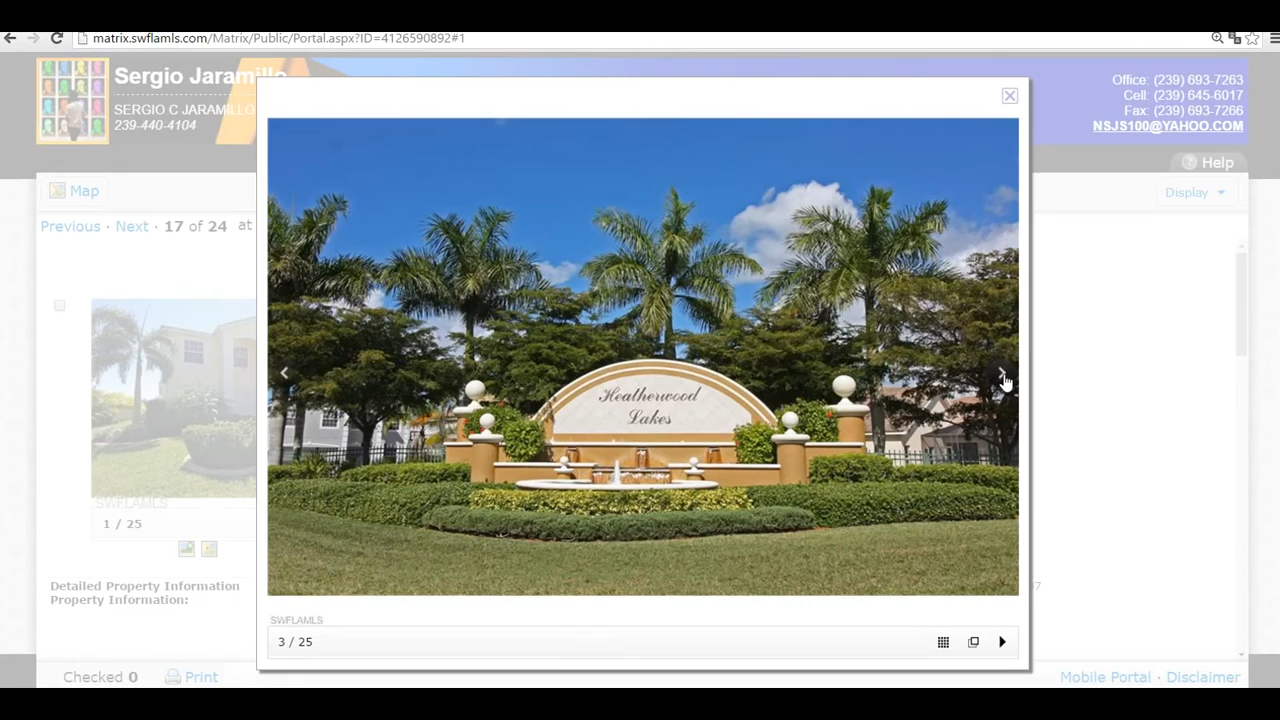 matrix.swflamls.com/Matrix/Public/Portal.aspx?ID=4126590892#1
Sergio Jaramillo
SERGIO C JARAMILLO
239-440-4104
Office: (239) 693-7263
Cell: (239) 645-6017
Fax: (239) 693-7266
NSJS100@YAHOO.COM
Help
Map
Display
Previous · Next · 17 of 24 at
Heatherwood
Lakes
SWFLAMLS
1 / 25
Detailed Property Information
Property Information:
SWFLAMLS
3 / 25
Checked 0
Print
Mobile Portal · Disclaimer